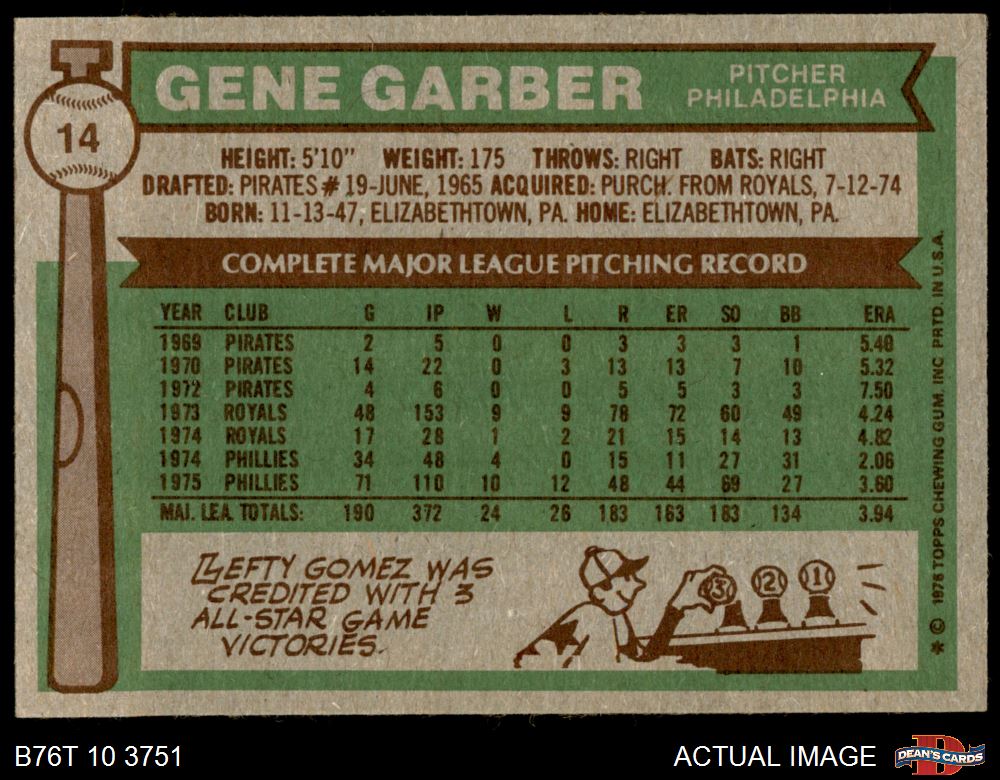 14
GENE GARBER
PITCHER
PHILADELPHIA
HEIGHT: 5'10" WEIGHT: 175 THROWS: RIGHT BATS: RIGHT
DRAFTED: PIRATES # 19-JUNE, 1965 ACQUIRED: PURCH. FROM ROYALS, 7-12-74
BORN: 11-13-47, ELIZABETHTOWN, PA. HOME: ELIZABETHTOWN, PA.
COMPLETE MAJOR LEAGUE PITCHING RECORD
YEAR CLUB G IP W L R ER SO BB ERA
1969 PIRATES 2 5 0 0 3 3 3 1 5.40
1970 PIRATES 14 22 0 3 13 13 7 10 5.32
1972 PIRATES 4 6 0 0 5 5 3 3 7.50
1973 ROYALS 48 153 9 9 78 72 60 49 4.24
1974 ROYALS 17 28 1 2 21 15 14 13 4.82
1974 PHILLIES 34 48 4 0 15 11 27 31 2.06
1975 PHILLIES 71 110 10 12 48 44 69 27 3.60
MAJ. LEA. TOTALS: 190 372 24 26 183 163 183 134 3.94
LEFTY GOMEZ WAS
CREDITED WITH 3
ALL-STAR GAME
VICTORIES.
3 2 1
* © 1976 TOPPS CHEWING GUM, INC. PRTD. IN U.S.A.
B76T 10 3751
ACTUAL IMAGE
D
DEAN'S CARDS